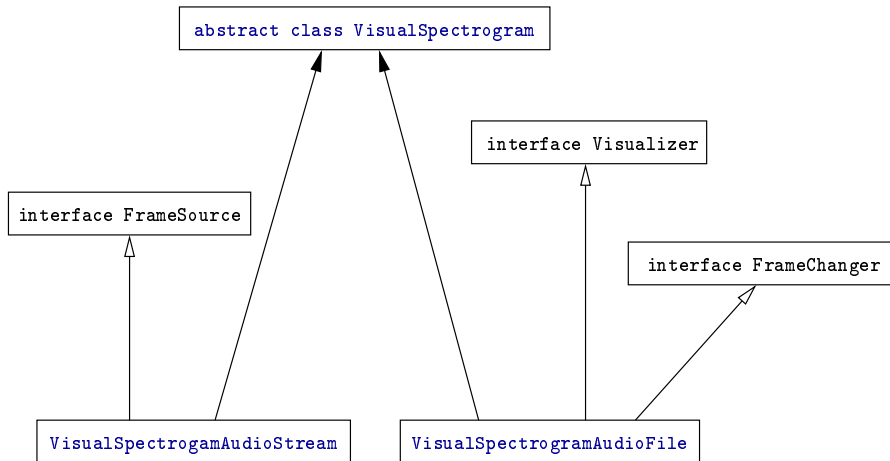 abstract class VisualSpectrogram
interface Visualizer
interface FrameSource
interface FrameChanger
VisualSpectrogamAudioStream
VisualSpectrogramAudioFile